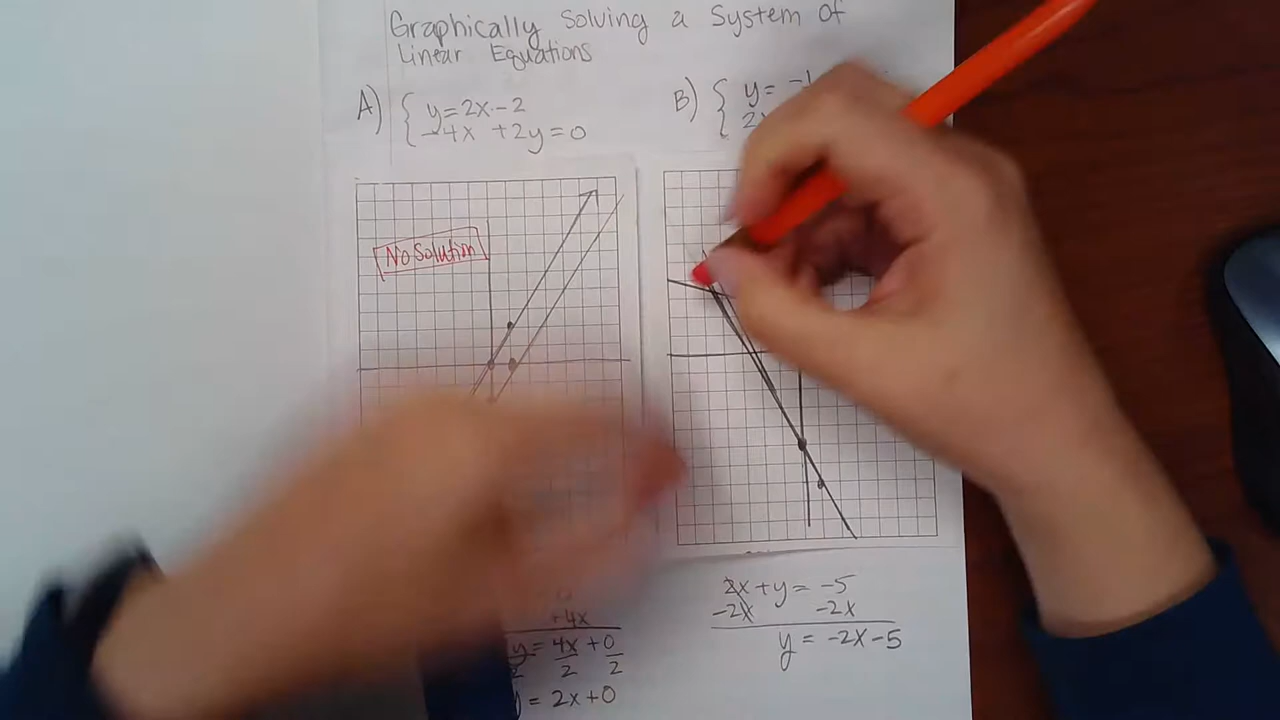 Graphically Solving a System of
Linear Equations
A) { y=2x-2
-4x +2y=0
B) { y=
No Solution
+4x
= 4x+0
2 2
= 2x+0
2x+y= -5
-2x -2x
y = -2x-5